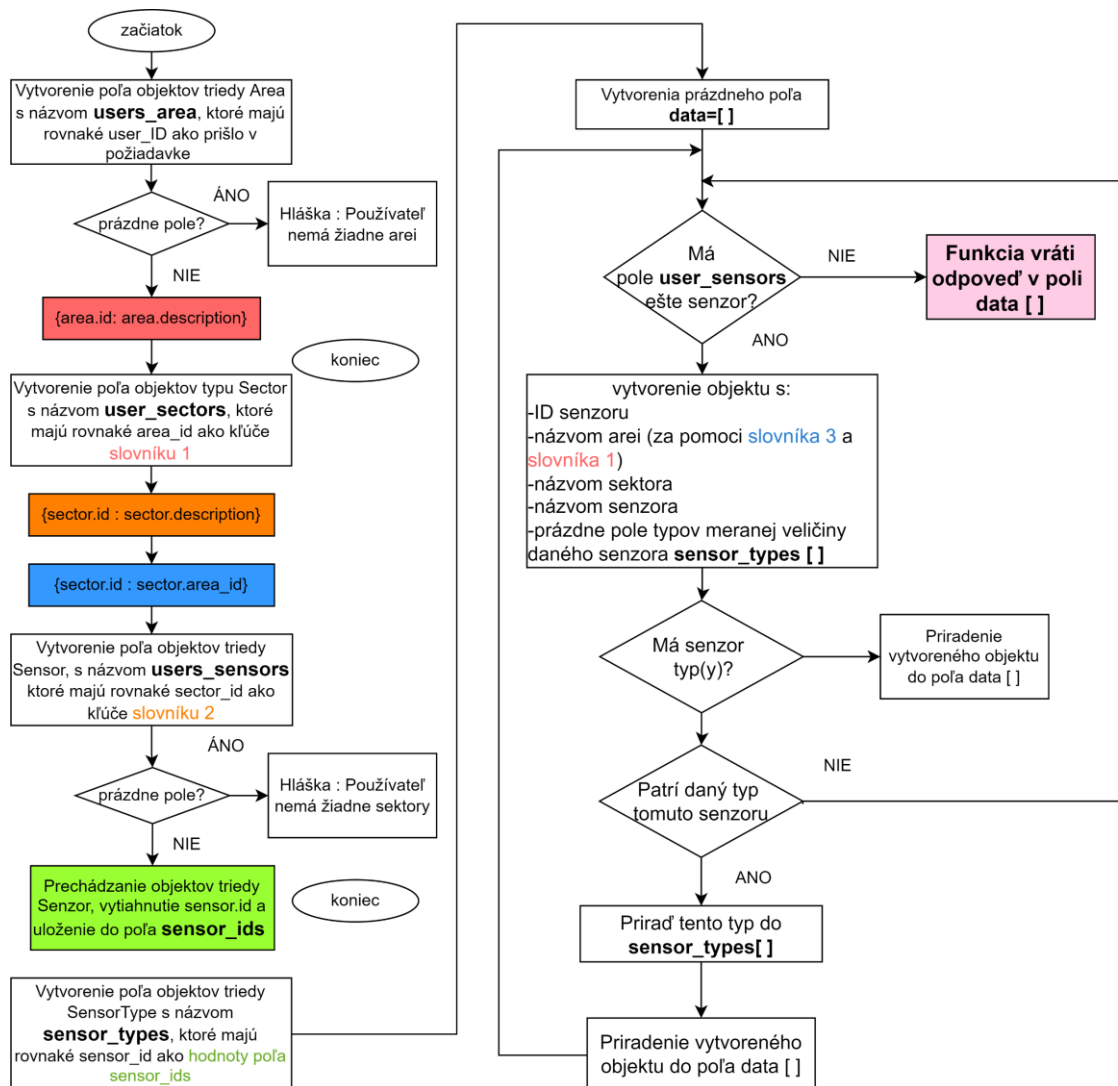 začiatok
Vytvorenie poľa objektov triedy Area
s názvom users_area, ktoré majú
rovnaké user_ID ako prišlo v
požiadavke
ÁNO
prázdne pole?
Hláška : Používateľ
nemá žiadne arei
NIE
{area.id: area.description}
koniec
Vytvorenie poľa objektov typu Sector
s názvom user_sectors, ktoré
majú rovnaké area_id ako kľúče
slovníku 1
{sector.id : sector.description}
{sector.id : sector.area_id}
Vytvorenie poľa objektov triedy
Sensor, s názvom users_sensors
ktoré majú rovnaké sector_id ako
kľúče slovníku 2
ÁNO
prázdne pole?
Hláška : Používateľ
nemá žiadne sektory
NIE
Prechádzanie objektov triedy
Senzor, vytiahnutie sensor.id a
uloženie do poľa sensor_ids
koniec
Vytvorenie poľa objektov triedy
SensorType s názvom
sensor_types, ktoré majú
rovnaké sensor_id ako hodnoty poľa
sensor_ids
Vytvorenia prázdneho poľa
data=[ ]
Má
pole user_sensors
ešte senzor?
NIE
Funkcia vráti
odpoveď v poli
data [ ]
ANO
vytvorenie objektu s:
-ID senzoru
-názvom arei (za pomoci slovníka 3 a
slovníka 1)
-názvom sektora
-názvom senzora
-prázdne pole typov meranej veličiny
daného senzora sensor_types [ ]
Má senzor
typ(y)?
Priradenie
vytvoreného objektu
do poľa data [ ]
Patrí daný typ
tomuto senzoru
NIE
ANO
Priraď tento typ do
sensor_types[ ]
Priradenie vytvoreného
objektu do poľa data [ ]